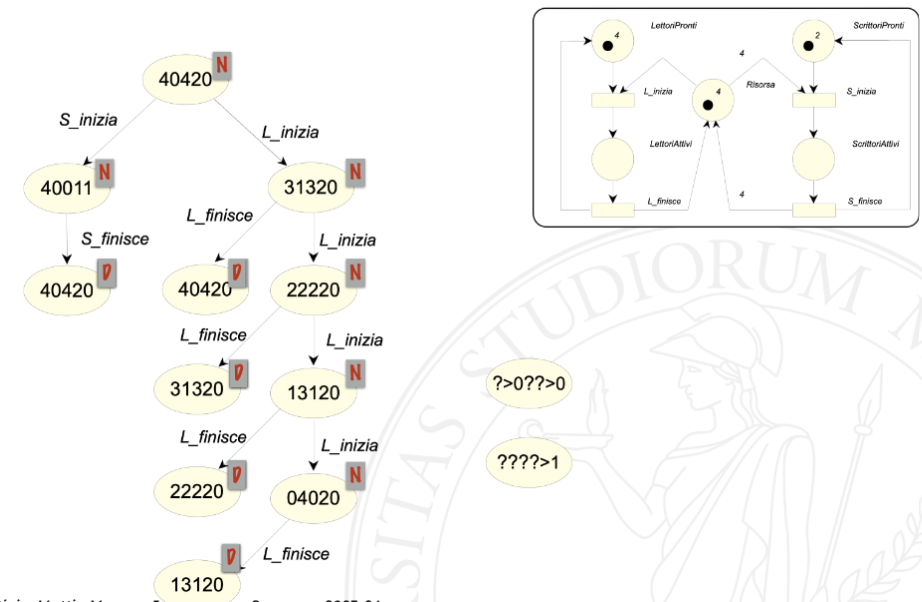 40420 N
S_inizia
L_inizia
40011 N
31320 N
S_finisce
L_finisce
L_inizia
40420 D
40420 D
22220 N
L_finisce
L_inizia
31320 D
13120 N
L_finisce
L_inizia
22220 D
04020 N
L_finisce
13120 D
LettoriPronti
4
ScrittoriPronti
2
4
L_inizia
4
Risorsa
S_inizia
LettoriAttivi
ScrittoriAttivi
L_finisce
4
S_finisce
?>0??>0
????>1
STUDIORUM
SITAS